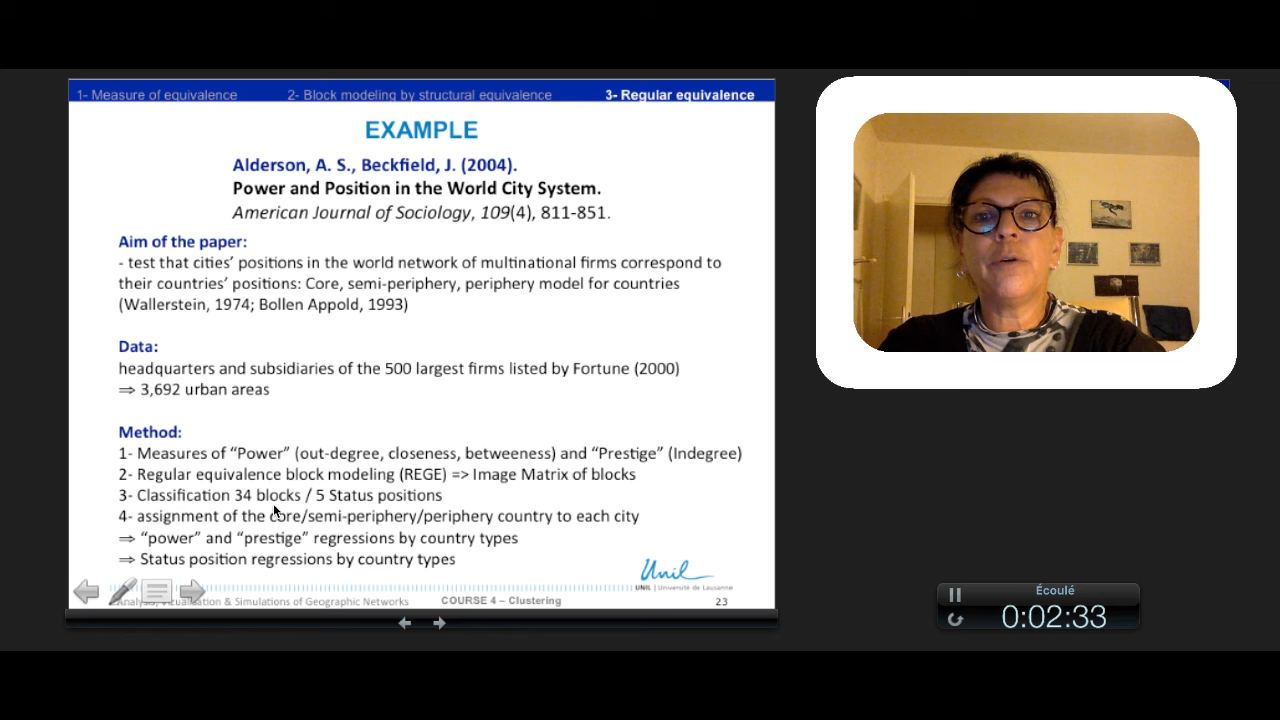 1- Measure of equivalence
2- Block modeling by structural equivalence
3- Regular equivalence
EXAMPLE
Alderson, A. S., Beckfield, J. (2004).
Power and Position in the World City System.
American Journal of Sociology, 109(4), 811-851.
Aim of the paper:
- test that cities' positions in the world network of multinational firms correspond to
their countries' positions: Core, semi-periphery, periphery model for countries
(Wallerstein, 1974; Bollen Appold, 1993)
Data:
headquarters and subsidiaries of the 500 largest firms listed by Fortune (2000)
⇒ 3,692 urban areas
Method:
1- Measures of “Power” (out-degree, closeness, betweeness) and “Prestige” (Indegree)
2- Regular equivalence block modeling (REGE) => Image Matrix of blocks
3- Classification 34 blocks / 5 Status positions
4- assignment of the core/semi-periphery/periphery country to each city
⇒ “power” and “prestige” regressions by country types
⇒ Status position regressions by country types
Unil
UNIL | Université de Lausanne
& Simulations of Geographic Networks
COURSE 4 – Clustering
23
Écoulé
0:02:33